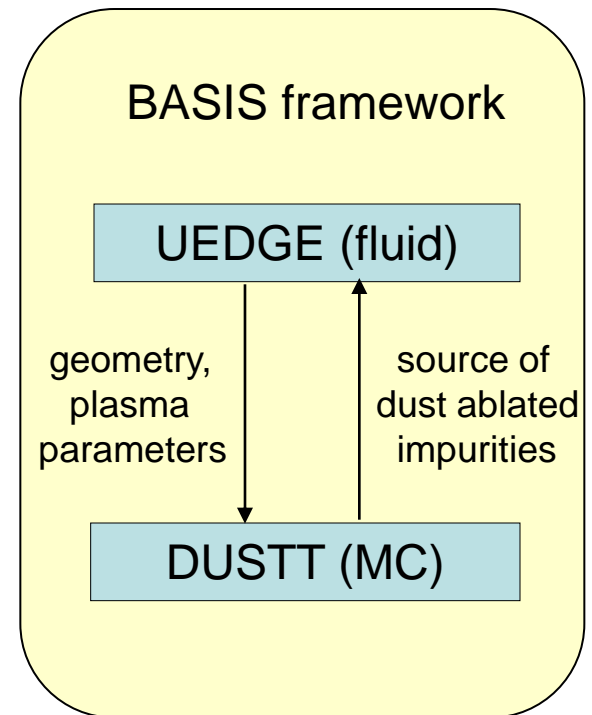 BASIS framework
UEDGE (fluid)
geometry,
plasma
parameters
source of
dust ablated
impurities
DUSTT (MC)